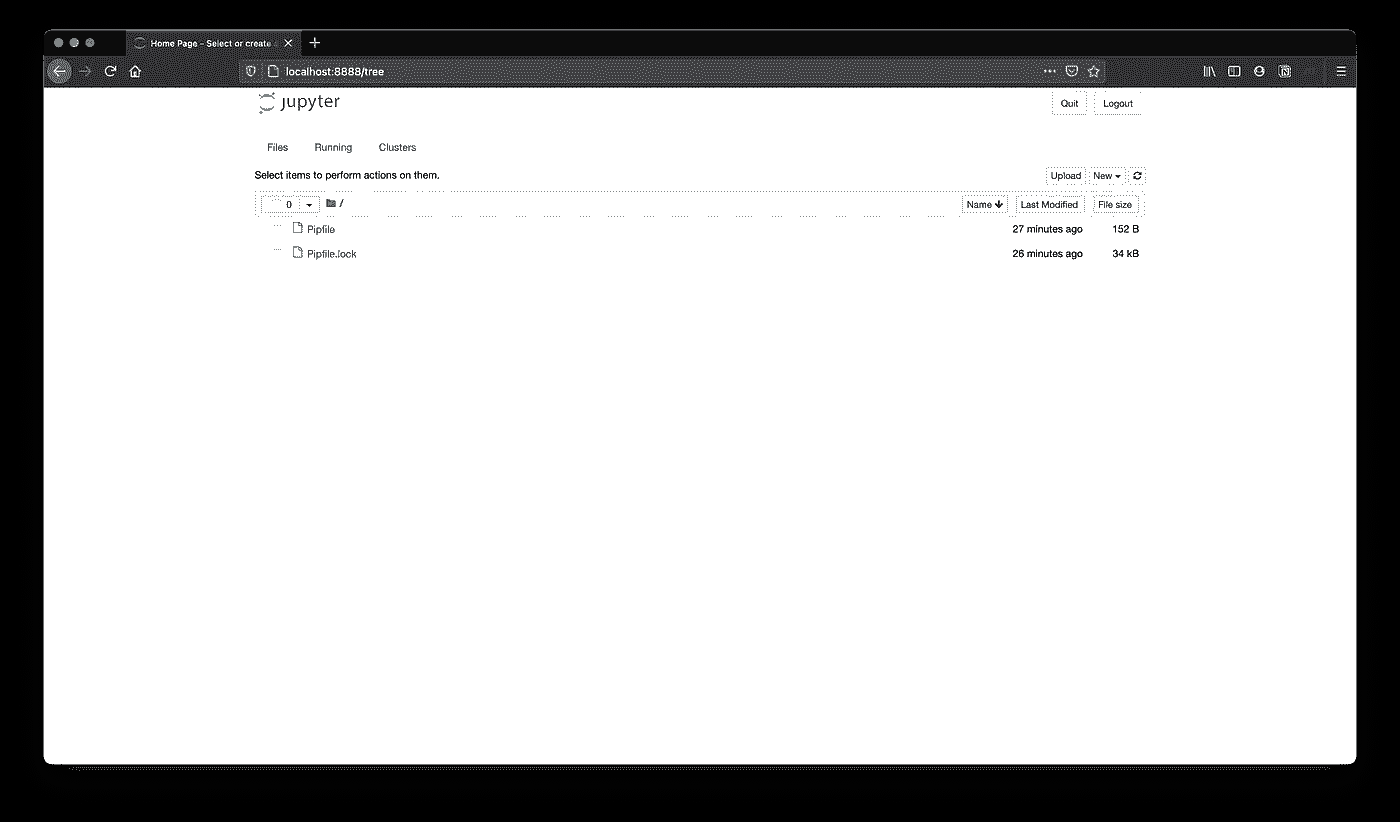 Home Page - Select or create
localhost:8888/tree
jupyter
Quit Logout
Files Running Clusters
Select items to perform actions on them.
Upload New
0 / Name Last Modified File size
Pipfile 27 minutes ago 152 B
Pipfile.lock 26 minutes ago 34 kB